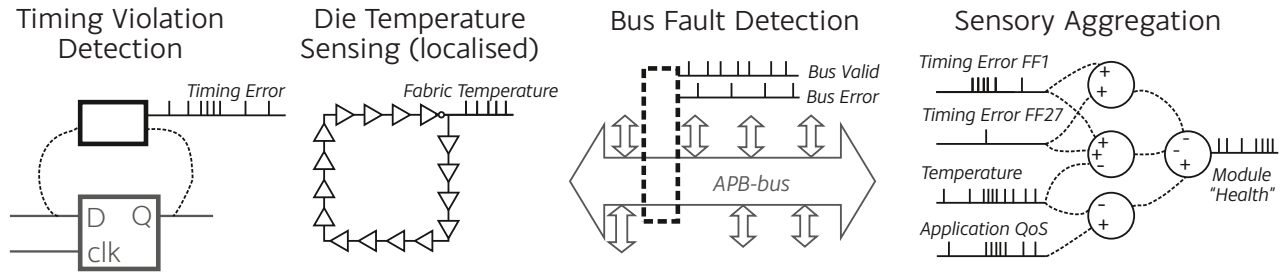 Timing Violation
Detection
Timing Error
D
Q
clk
Die Temperature
Sensing (localised)
Fabric Temperature
Bus Fault Detection
Bus Valid
Bus Error
APB-bus
Sensory Aggregation
Timing Error FF1
Timing Error FF27
Temperature
Application QoS
+
+
+
+
-
-
+
-
-
+
Module
“Health”